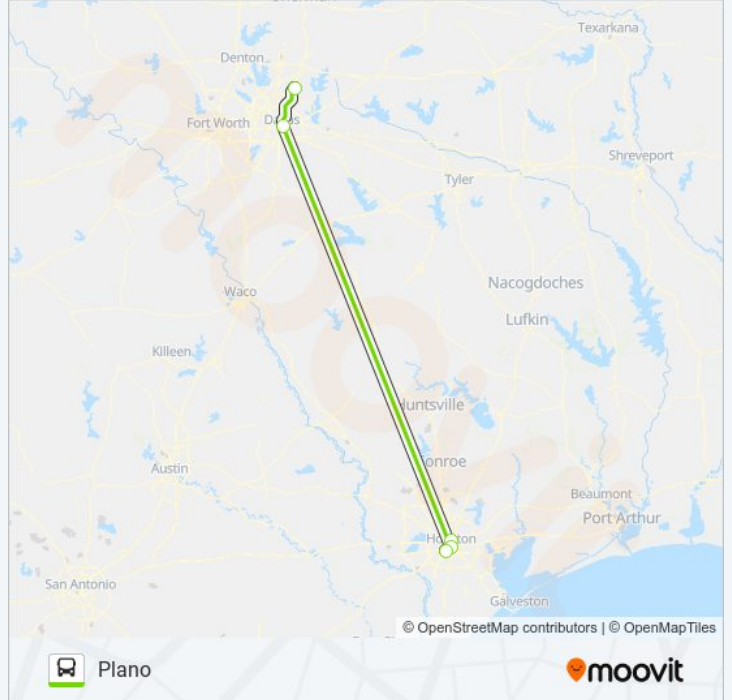 Texarkana
Denton
Fort Worth
Shreveport
Tyler
Nacogdoches
Waco
Lufkin
Killeen
Huntsville
Conroe
Austin
Beaumont
Port Arthur
Houston
San Antonio
Galveston
© OpenStreetMap contributors | © OpenMapTiles
Plano
moovit